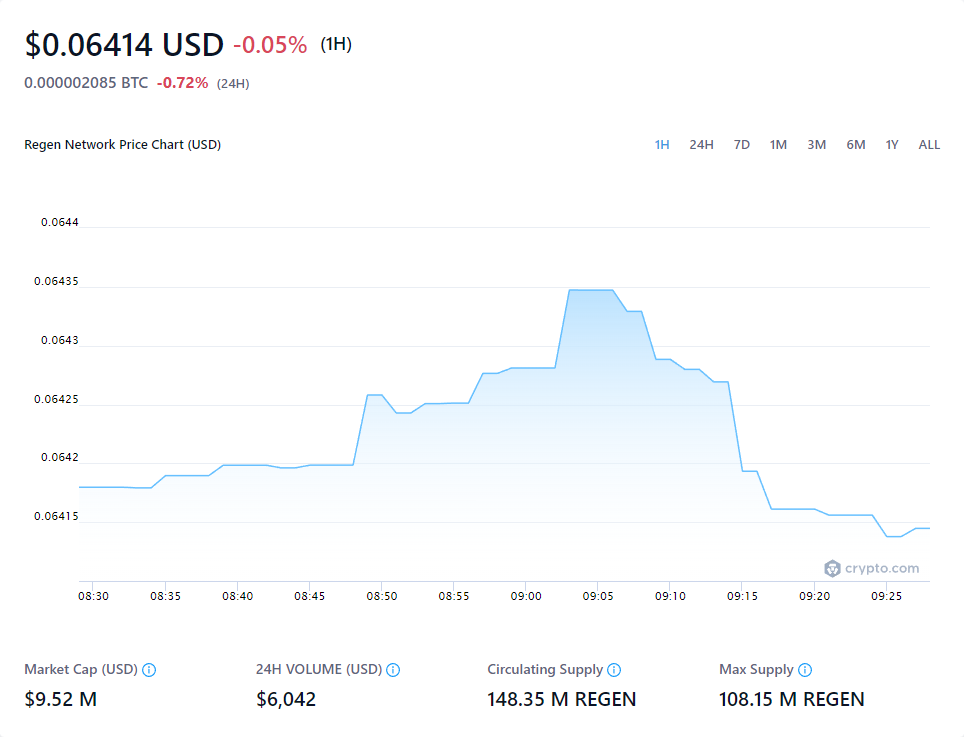 $0.06414 USD -0.05% (1H)
0.000002085 BTC -0.72% (24H)
Regen Network Price Chart (USD) 1H 24H 7D 1M 3M 6M 1Y ALL
0.0644
0.06435
0.0643
0.06425
0.0642
0.06415
crypto.com
08:30 08:35 08:40 08:45 08:50 08:55 09:00 09:05 09:10 09:15 09:20 09:25
Market Cap (USD) 24H VOLUME (USD) Circulating Supply Max Supply
$9.52 M $6,042 148.35 M REGEN 108.15 M REGEN